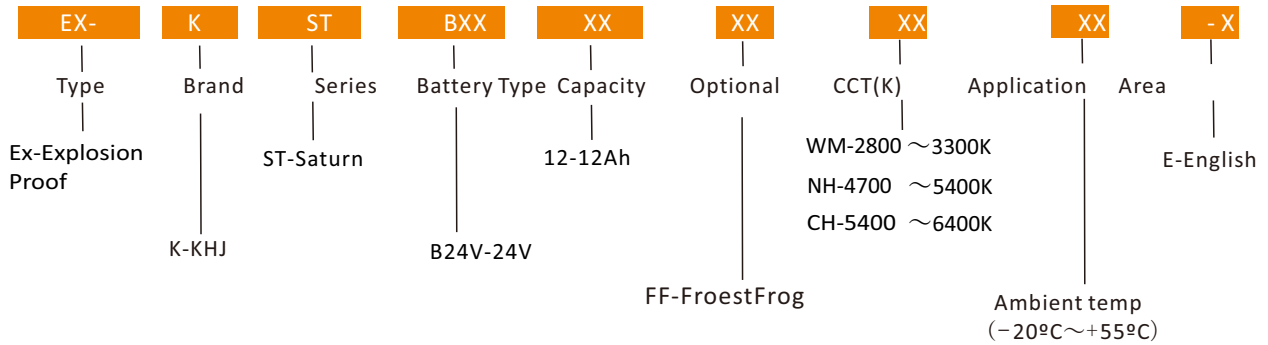 EX- K ST BXX XX XX XX XX - X
Type Brand Series Battery Type Capacity Optional CCT(K) Application Area
Ex-Explosion
Proof
ST-Saturn
12-12Ah
WM-2800 ～3300K
NH-4700 ～5400K
CH-5400 ～6400K
E-English
K-KHJ
B24V-24V
FF-FroestFrog
Ambient temp
(-20ºC～+55ºC)